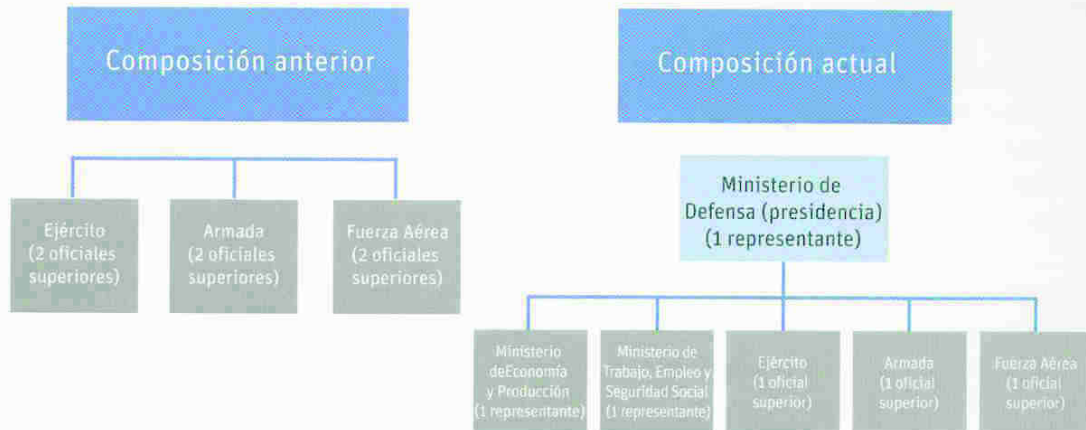 Composición anterior
Composición actual
Ejército
(2 oficiales
superiores)
Armada
(2 oficiales
superiores)
Fuerza Aérea
(2 oficiales
superiores)
Ministerio de
Defensa (presidencia)
(1 representante)
Ministerio
deEconomía
y Producción
(1 representante)
Ministerio de
Trabajo, Empleo y
Seguridad Social
(1 representante)
Ejército
(1 oficial
superior)
Armada
(1 oficial
superior)
Fuerza Aérea
(1 oficial
superior)